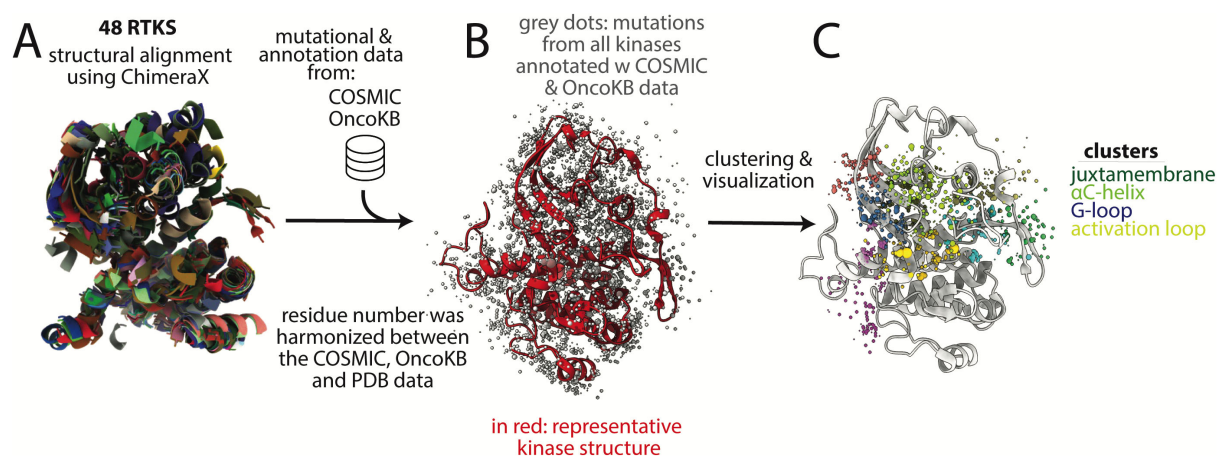 A
48 RTKS
structural alignment
using ChimeraX
mutational &
annotation data
from:
COSMIC
OncoKB
residue number was
harmonized between
the COSMIC, OncoKB
and PDB data
B
grey dots: mutations
from all kinases
annotated w COSMIC
& OncoKB data
in red: representative
kinase structure
clustering &
visualization
C
clusters
juxtamembrane
αC-helix
G-loop
activation loop